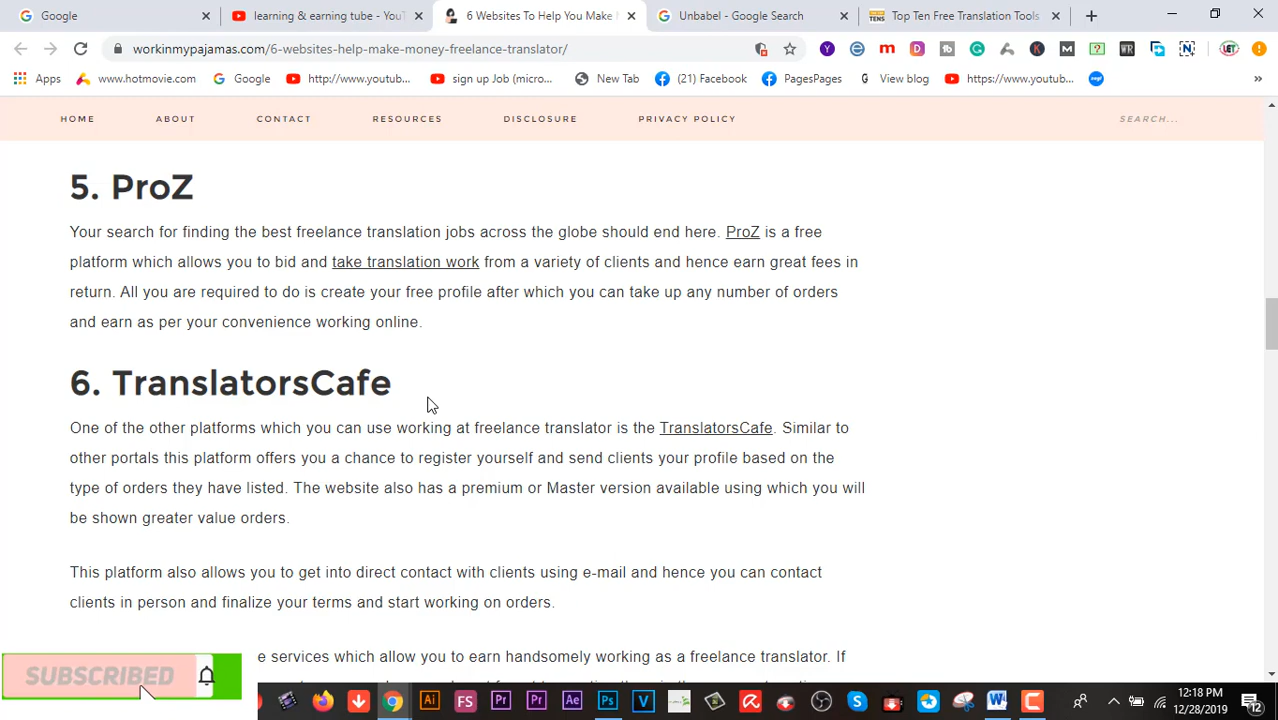 Google
learning & earning tube - YouT
6 Websites To Help You Make
Unbabel - Google Search
Top Ten Free Translation Tools
workinmypajamas.com/6-websites-help-make-money-freelance-translator/
Apps
www.hotmovie.com
Google
http://www.youtub...
sign up Job (micro...
New Tab
(21) Facebook
PagesPages
View blog
https://www.youtub...
HOME
ABOUT
CONTACT
RESOURCES
DISCLOSURE
PRIVACY POLICY
SEARCH...
5. ProZ
Your search for finding the best freelance translation jobs across the globe should end here. ProZ is a free
platform which allows you to bid and take translation work from a variety of clients and hence earn great fees in
return. All you are required to do is create your free profile after which you can take up any number of orders
and earn as per your convenience working online.
6. TranslatorsCafe
One of the other platforms which you can use working at freelance translator is the TranslatorsCafe. Similar to
other portals this platform offers you a chance to register yourself and send clients your profile based on the
type of orders they have listed. The website also has a premium or Master version available using which you will
be shown greater value orders.
This platform also allows you to get into direct contact with clients using e-mail and hence you can contact
clients in person and finalize your terms and start working on orders.
e services which allow you to earn handsomely working as a freelance translator. If
SUBSCRIBED
12:18 PM
12/28/2019